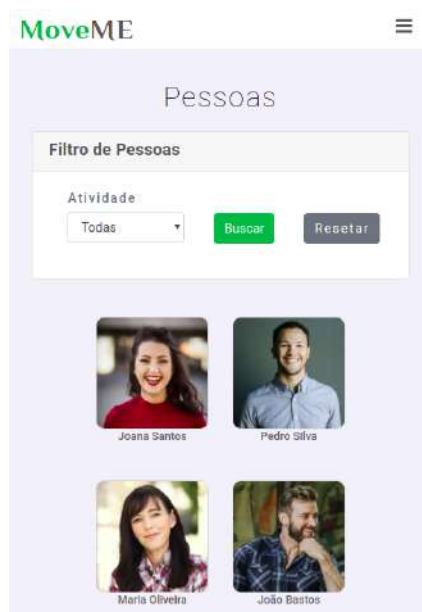 MoveME
Pessoas
Filtro de Pessoas
Atividade
Todas
Buscar
Resetar
Joana Santos
Pedro Silva
Maria Oliveira
João Bastos